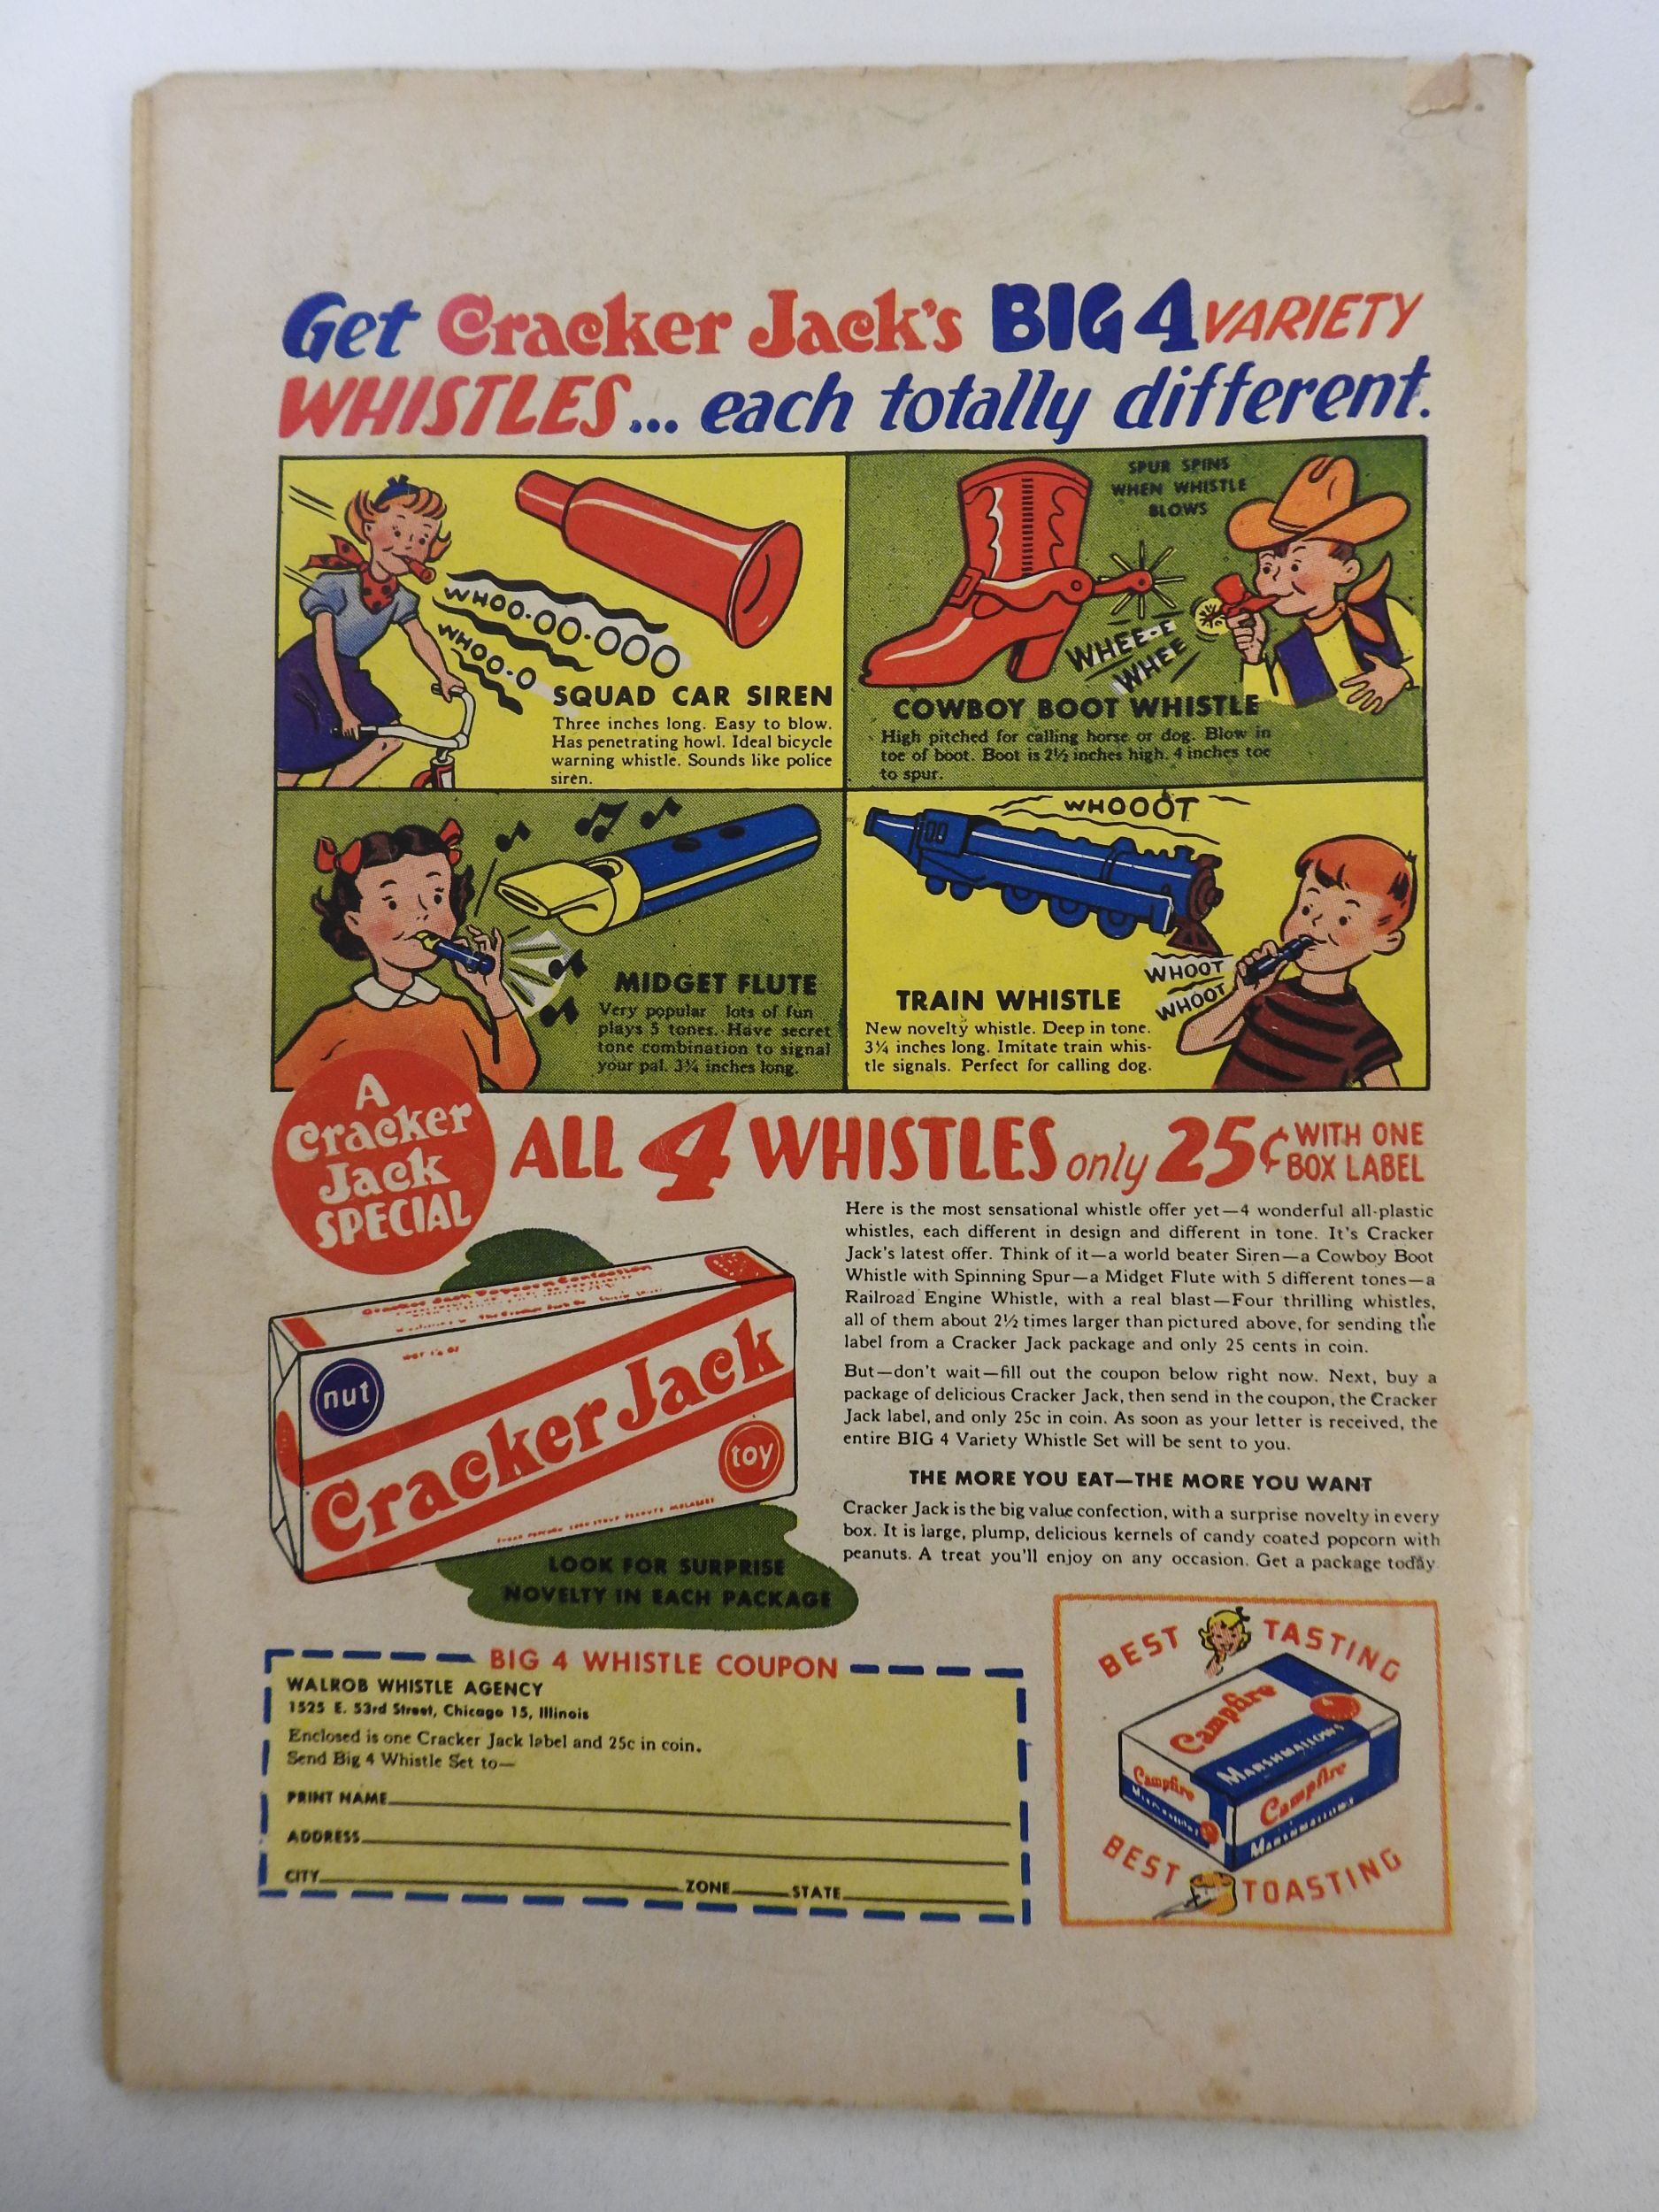 Get Cracker Jack's BIG 4 VARIETY
WHISTLES... each totally different.
WHOO-OO-OOO
WHOO-O
SQUAD CAR SIREN
Three inches long. Easy to blow.
Has penetrating howl. Ideal bicycle
warning whistle. Sounds like police
siren.
SPUR SPINS
WHEN WHISTLE
BLOWS
WHEE-E
WHEE
COWBOY BOOT WHISTLE
High pitched for calling horse or dog. Blow in
toe of boot. Boot is 2½ inches high. 4 inches toe
to spur.
MIDGET FLUTE
Very popular lots of fun
plays 5 tones. Have secret
tone combination to signal
your pal. 3¼ inches long.
WHOOOT
WHOOT
WHOOT
TRAIN WHISTLE
New novelty whistle. Deep in tone.
3¼ inches long. Imitate train whis-
tle signals. Perfect for calling dog.
A
Cracker
Jack
SPECIAL
ALL 4 WHISTLES only 25¢ WITH ONE
BOX LABEL
Here is the most sensational whistle offer yet—4 wonderful all-plastic
whistles, each different in design and different in tone. It's Cracker
Jack's latest offer. Think of it—a world beater Siren—a Cowboy Boot
Whistle with Spinning Spur—a Midget Flute with 5 different tones—a
Railroad Engine Whistle, with a real blast—Four thrilling whistles,
all of them about 2½ times larger than pictured above, for sending the
label from a Cracker Jack package and only 25 cents in coin.
But—don't wait—fill out the coupon below right now. Next, buy a
package of delicious Cracker Jack, then send in the coupon, the Cracker
Jack label, and only 25c in coin. As soon as your letter is received, the
entire BIG 4 Variety Whistle Set will be sent to you.
THE MORE YOU EAT—THE MORE YOU WANT
Cracker Jack is the big value confection, with a surprise novelty in every
box. It is large, plump, delicious kernels of candy coated popcorn with
peanuts. A treat you'll enjoy on any occasion. Get a package today
Cracker Jack Popcorn Confection
nut
Cracker Jack
toy
LOOK FOR SURPRISE
NOVELTY IN EACH PACKAGE
BIG 4 WHISTLE COUPON
WALROB WHISTLE AGENCY
1525 E. 53rd Street, Chicago 15, Illinois
Enclosed is one Cracker Jack label and 25c in coin.
Send Big 4 Whistle Set to—
PRINT NAME
ADDRESS
CITY ZONE STATE
BEST TASTING
Campfire
MARSHMALLOWS
Campfire
Campfire
MARSHMALLOWS
BEST TOASTING